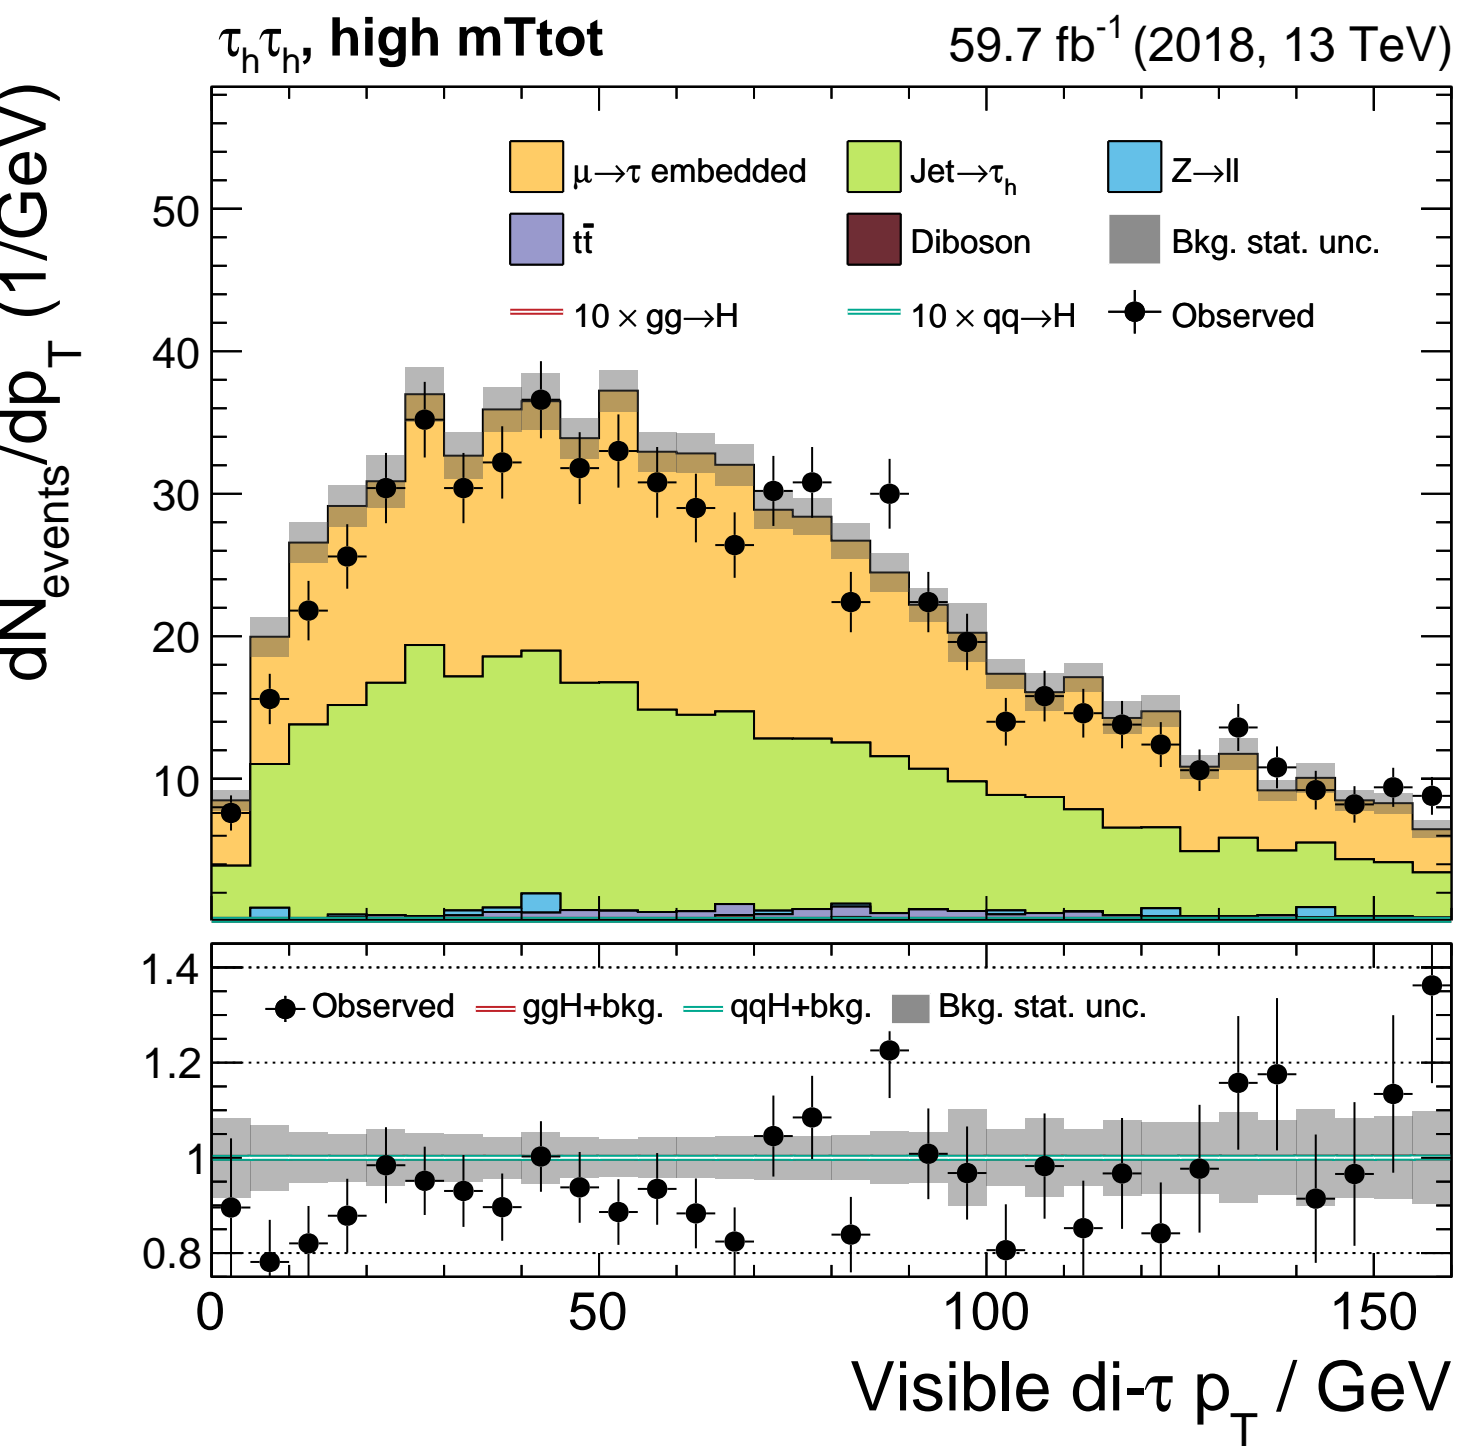 τhτh, high mTtot 59.7 fb-1 (2018, 13 TeV)
dNevents/dpT (1/GeV)
μ→τ embedded Jet→τh Z→ll
tt̄ Diboson Bkg. stat. unc.
10 × gg→H 10 × qq→H Observed
50
40
30
20
10
1.4
Observed ggH+bkg. qqH+bkg. Bkg. stat. unc.
1.2
1
0.8
0 50 100 150
Visible di-τ pT / GeV